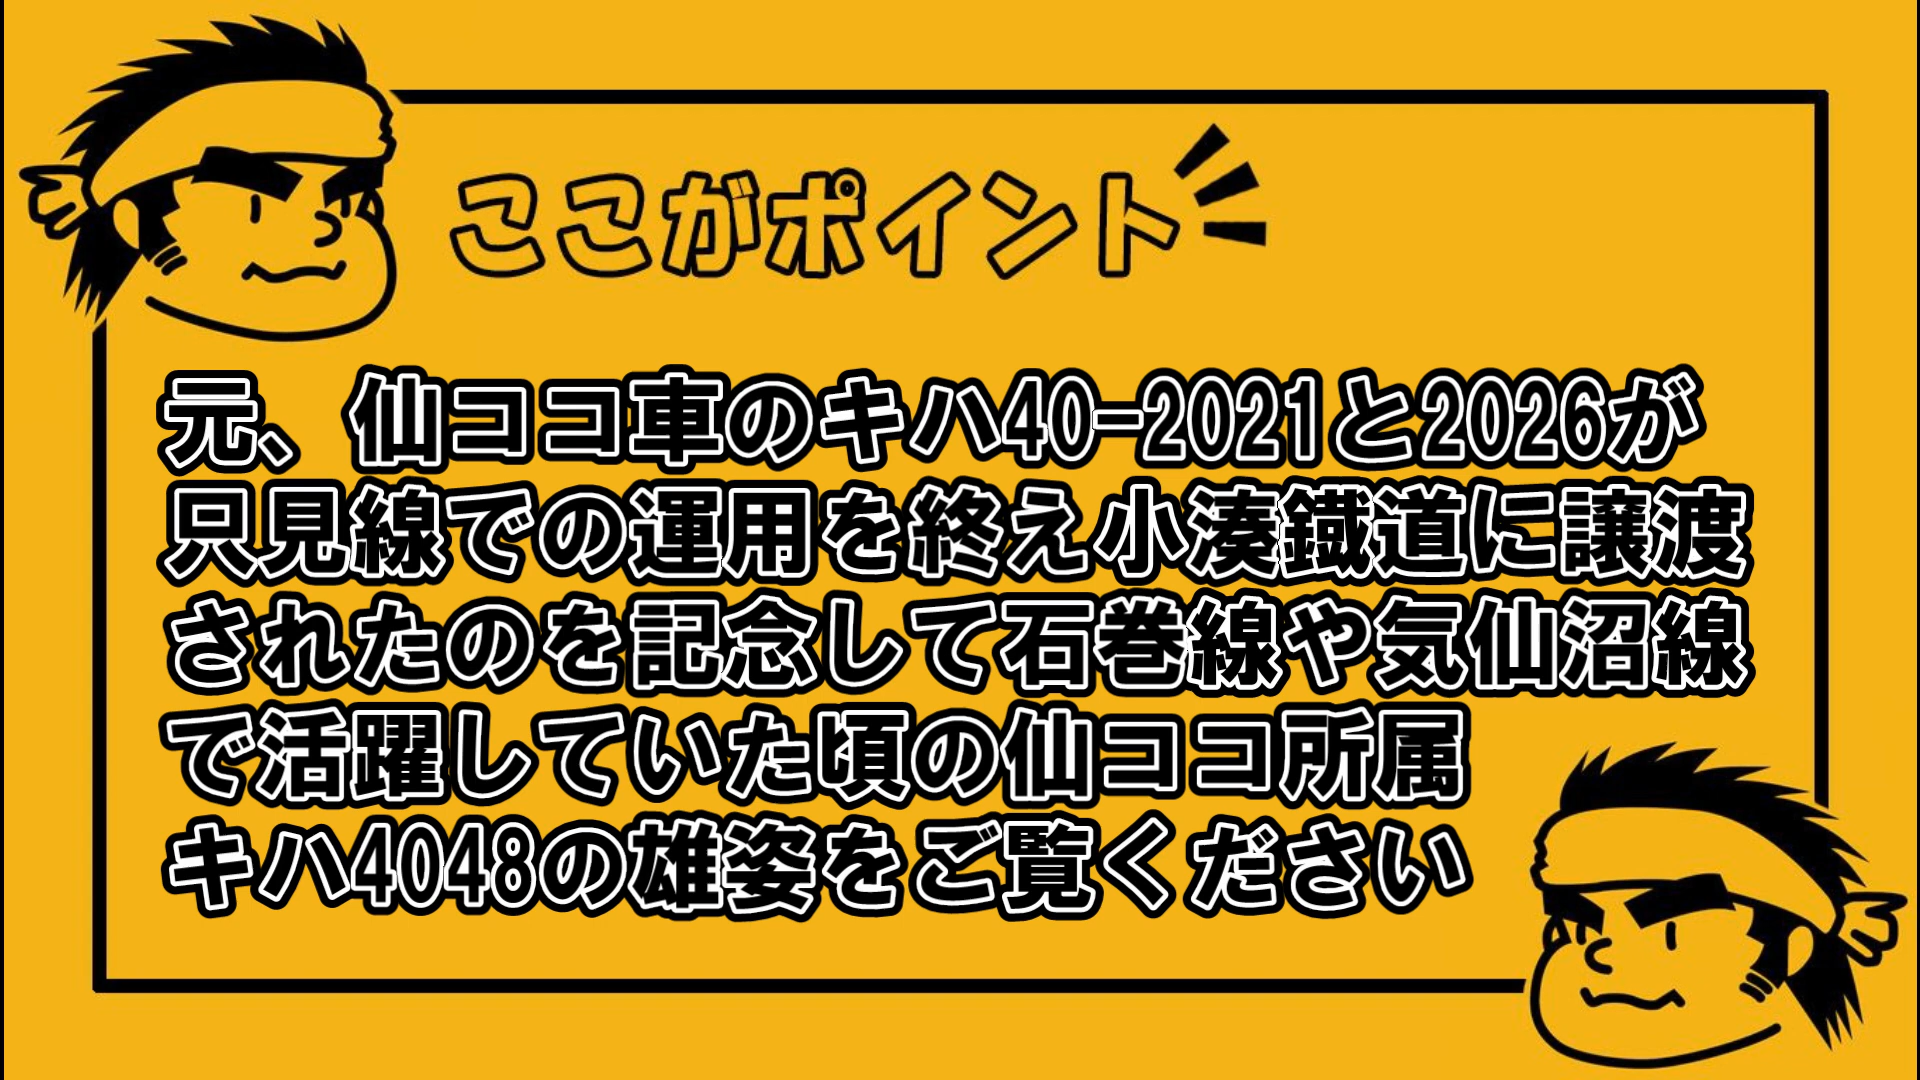 ここがポイント
元、仙ココ車のキハ40-2021と2026が
只見線での運用を終え小湊鐵道に譲渡
されたのを記念して石巻線や気仙沼線
で活躍していた頃の仙ココ所属
キハ4048の雄姿をご覧ください